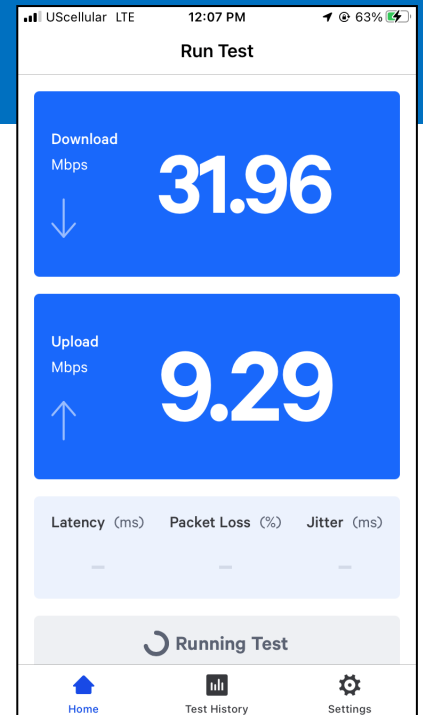 UScellular LTE 12:07 PM 63%
Run Test
Download
Mbps
31.96
Upload
Mbps
9.29
Latency (ms) Packet Loss (%) Jitter (ms)
– – –
Running Test
Home Test History Settings